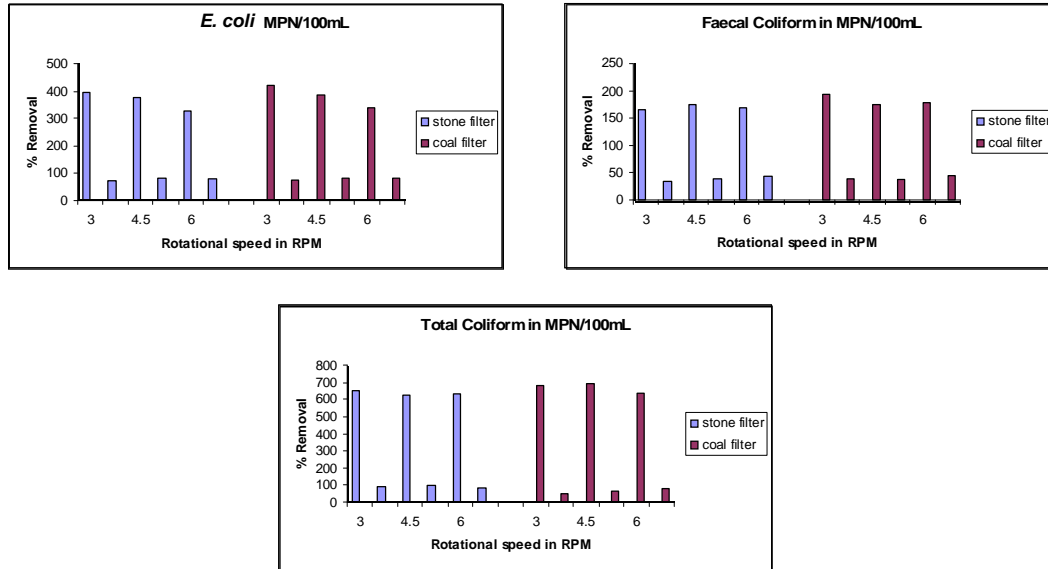 E. coli MPN/100mL
500
400
300
200
100
0
% Removal
3 4.5 6 3 4.5 6
Rotational speed in RPM
stone filter
coal filter
Faecal Coliform in MPN/100mL
250
200
150
100
50
0
% Removal
3 4.5 6 3 4.5 6
Rotational speed in RPM
stone filter
coal filter
Total Coliform in MPN/100mL
800
700
600
500
400
300
200
100
0
% Removal
3 4.5 6 3 4.5 6
Rotational speed in RPM
stone filter
coal filter